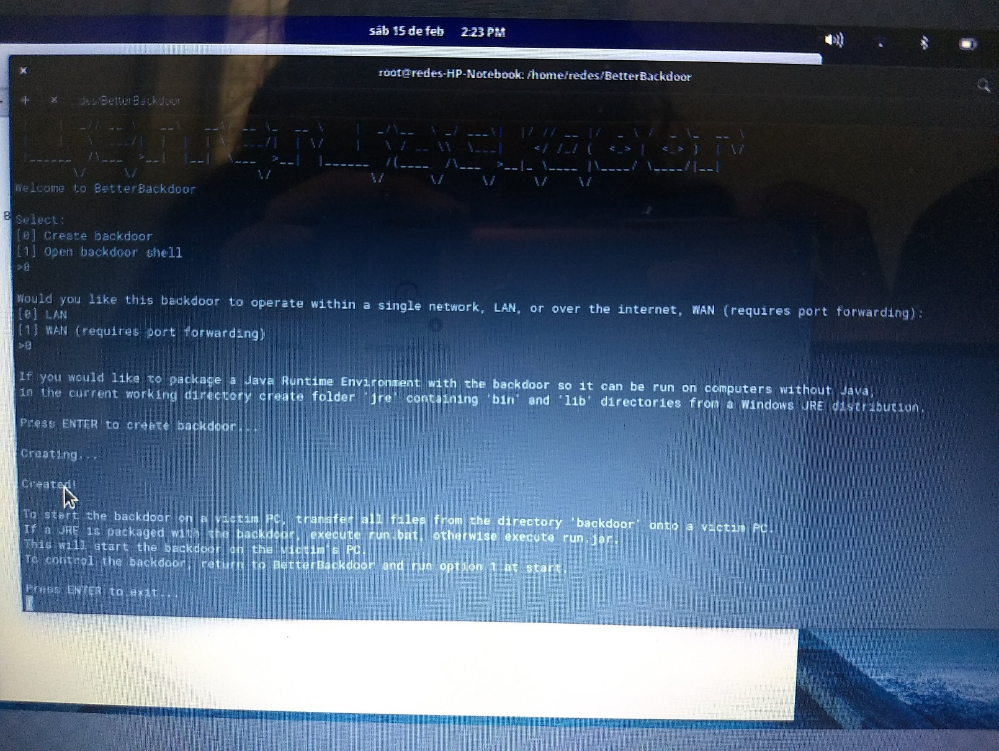 sáb 15 de feb 2:23 PM
root@redes-HP-Notebook: /home/redes/BetterBackdoor
des/BetterBackdoor
Welcome to BetterBackdoor
Select:
[0] Create backdoor
[1] Open backdoor shell
>0
Would you like this backdoor to operate within a single network, LAN, or over the internet, WAN (requires port forwarding):
[0] LAN
[1] WAN (requires port forwarding)
>0
If you would like to package a Java Runtime Environment with the backdoor so it can be run on computers without Java,
in the current working directory create folder 'jre' containing 'bin' and 'lib' directories from a Windows JRE distribution.
Press ENTER to create backdoor...
Creating...
Created!
To start the backdoor on a victim PC, transfer all files from the directory 'backdoor' onto a victim PC.
If a JRE is packaged with the backdoor, execute run.bat, otherwise execute run.jar.
This will start the backdoor on the victim's PC.
To control the backdoor, return to BetterBackdoor and run option 1 at start.
Press ENTER to exit...